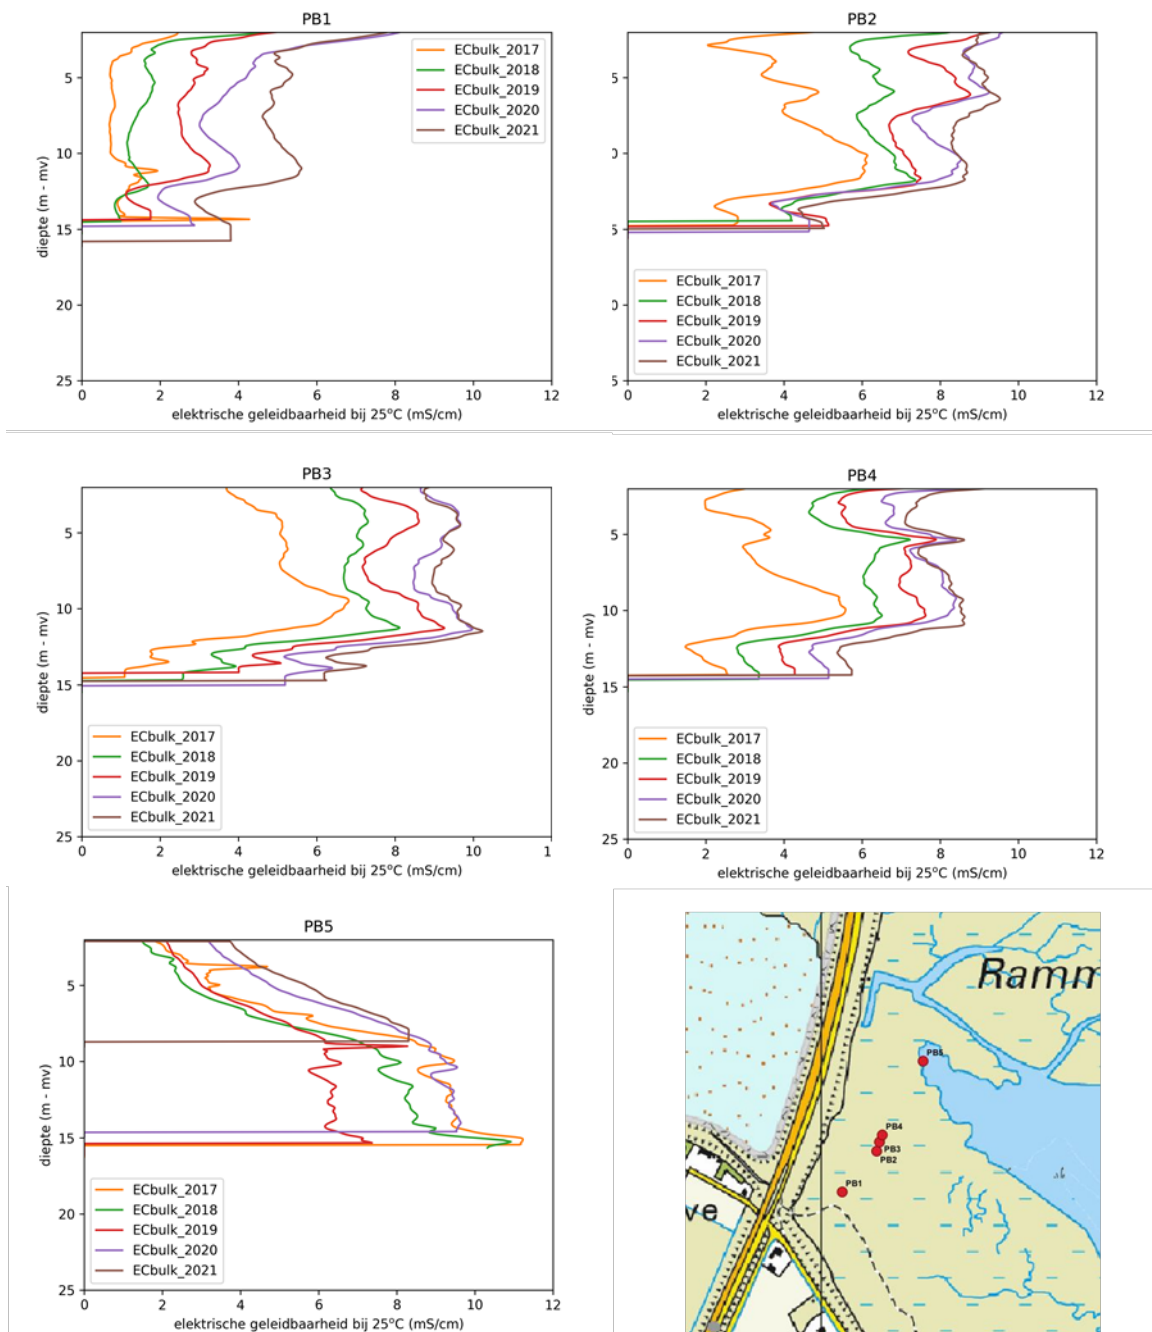 PB1
ECbulk_2017
ECbulk_2018
ECbulk_2019
ECbulk_2020
ECbulk_2021
5
10
15
20
25
diepte (m - mv)
0 2 4 6 8 10 12
elektrische geleidbaarheid bij 25°C (mS/cm)
PB2
5
0
5
0
5
ECbulk_2017
ECbulk_2018
ECbulk_2019
ECbulk_2020
ECbulk_2021
0 2 4 6 8 10 12
elektrische geleidbaarheid bij 25°C (mS/cm)
PB3
5
10
15
20
25
diepte (m - mv)
ECbulk_2017
ECbulk_2018
ECbulk_2019
ECbulk_2020
ECbulk_2021
0 2 4 6 8 10 1
elektrische geleidbaarheid bij 25°C (mS/cm)
PB4
5
10
15
20
25
diepte (m - mv)
ECbulk_2017
ECbulk_2018
ECbulk_2019
ECbulk_2020
ECbulk_2021
0 2 4 6 8 10 12
elektrische geleidbaarheid bij 25°C (mS/cm)
PB5
5
10
15
20
25
diepte (m - mv)
ECbulk_2017
ECbulk_2018
ECbulk_2019
ECbulk_2020
ECbulk_2021
0 2 4 6 8 10 12
elektrische geleidbaarheid bij 25°C (mS/cm)
Ramm
PB5
PB4
PB3
PB2
PB1
ve